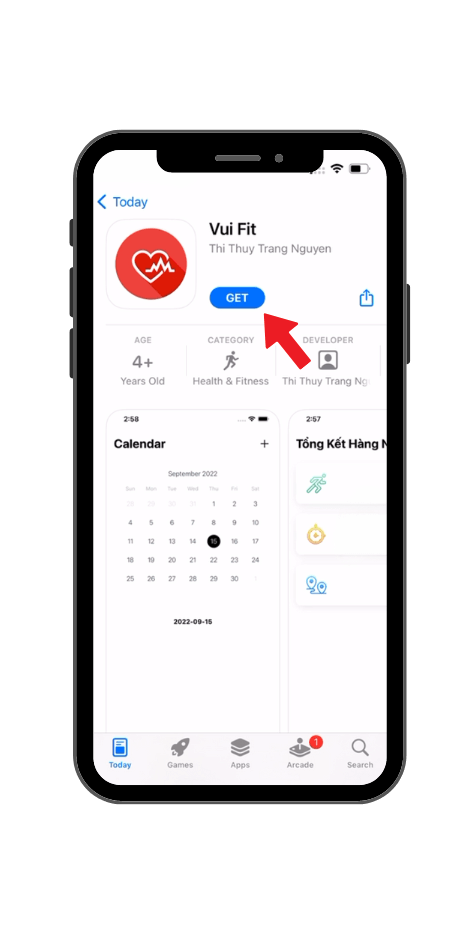 Today
Vui Fit
Thi Thuy Trang Nguyen
GET
AGE
CATEGORY
DEVELOPER
4+
Years Old
Health & Fitness
Thi Thuy Trang Ng
2:58
Calendar
+
September 2022
Sun Mon Tue Wed Thu Fri Sat
28 29 30 31 1 2 3
4 5 6 7 8 9 10
11 12 13 14 15 16 17
18 19 20 21 22 23 24
25 26 27 28 29 30 1
2022-09-15
2:57
Tổng Kết Hàng N
Today
Games
Apps
1
Arcade
Search